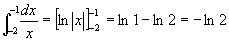 ∫_{-2}^{-1} dx/x = [ln|x|]_{-2}^{-1} = ln 1 − ln 2 = − ln 2